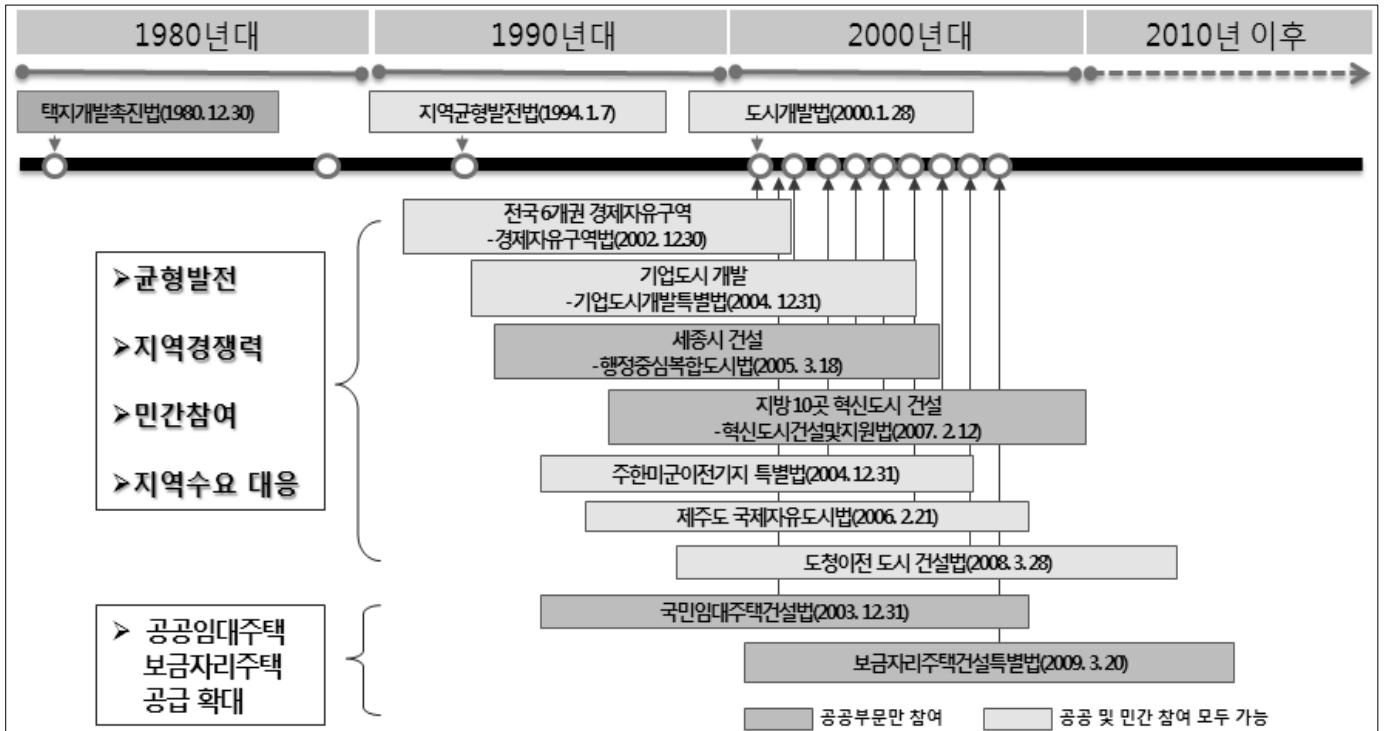 1980년대
1990년대
2000년대
2010년 이후
택지개발촉진법(1980.12.30)
지역균형발전법(1994.1.7)
도시개발법(2000.1.28)
전국 6개권 경제자유구역
-경제자유구역법(2002. 12.30)
기업도시 개발
-기업도시개발특별법(2004. 12.31)
세종시 건설
-행정중심복합도시법(2005. 3.18)
지방 10곳 혁신도시 건설
-혁신도시건설및지원법(2007. 2.12)
주한미군이전기지 특별법(2004.12.31)
제주도 국제자유도시법(2006. 2.21)
도청이전 도시 건설법(2008. 3. 28)
➢균형발전
➢지역경쟁력
➢민간참여
➢지역수요 대응
국민임대주택건설법(2003. 12.31)
보금자리주택건설특별법(2009. 3.20)
➢ 공공임대주택
보금자리주택
공급 확대
공공부문만 참여
공공 및 민간 참여 모두 가능